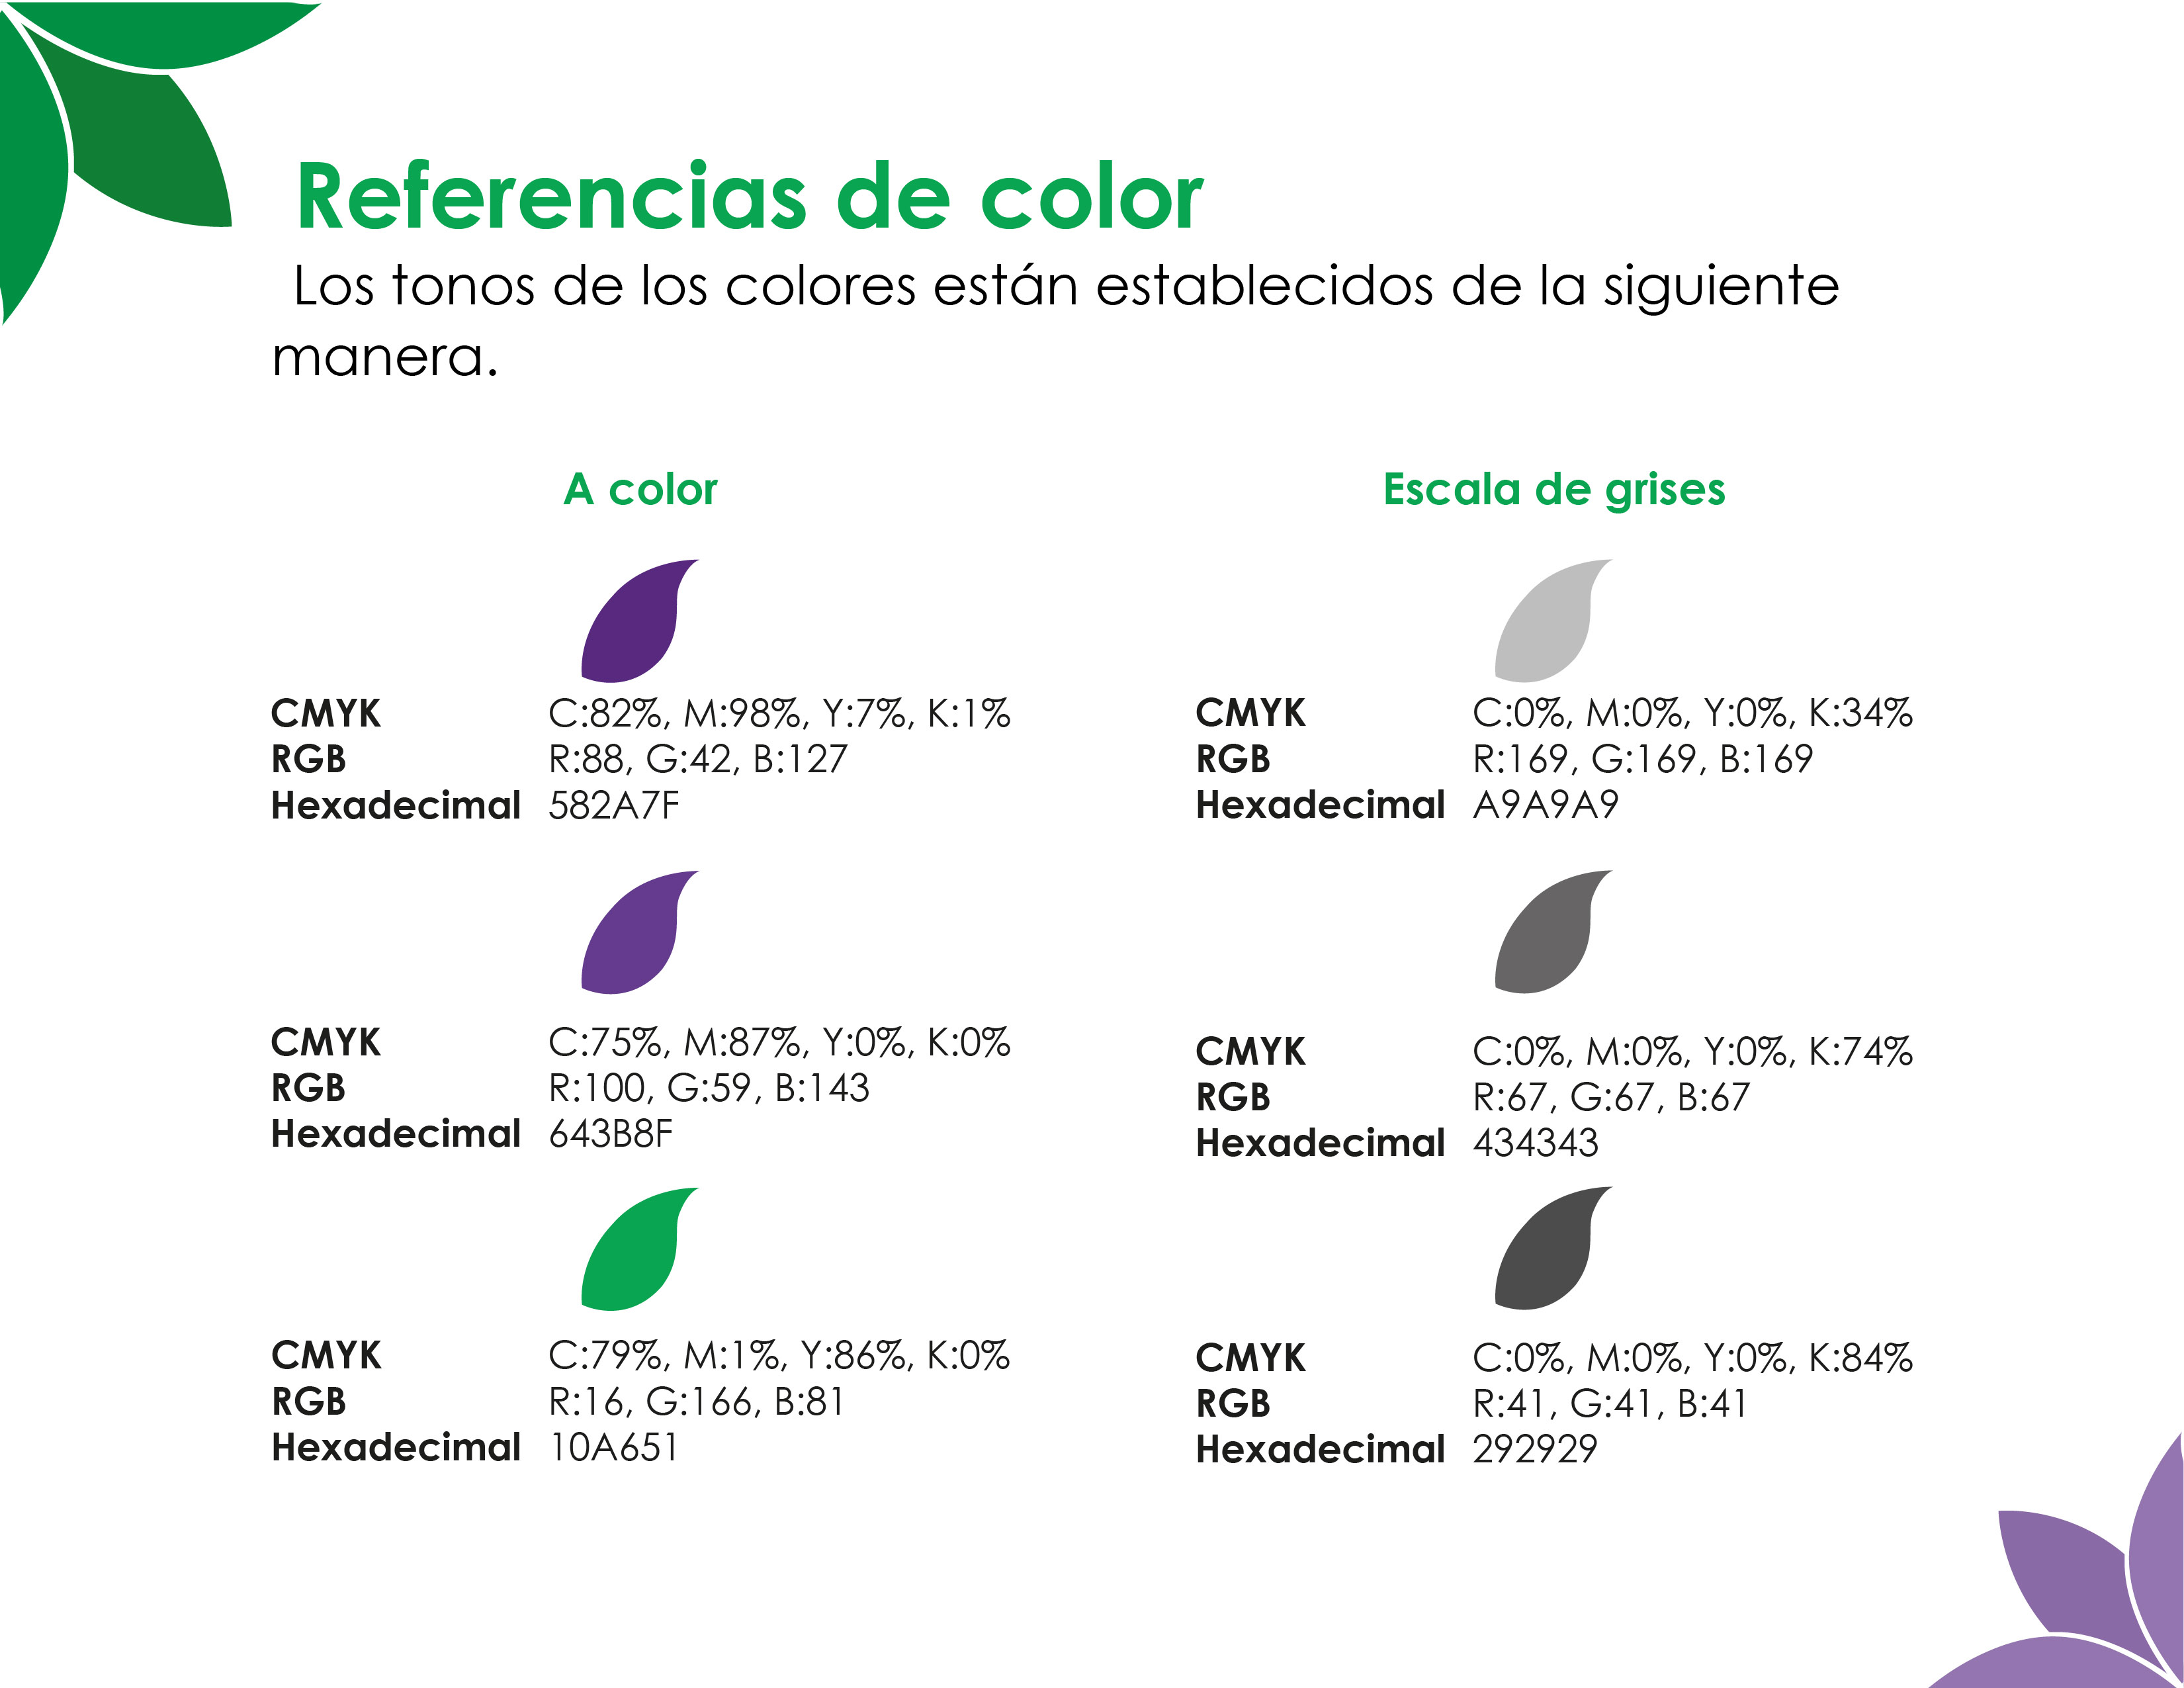 Referencias de color
Los tonos de los colores están establecidos de la siguiente
manera.
A color
CMYK C:82%, M:98%, Y:7%, K:1%
RGB R:88, G:42, B:127
Hexadecimal 582A7F
CMYK C:75%, M:87%, Y:0%, K:0%
RGB R:100, G:59, B:143
Hexadecimal 643B8F
CMYK C:79%, M:1%, Y:86%, K:0%
RGB R:16, G:166, B:81
Hexadecimal 10A651
Escala de grises
CMYK C:0%, M:0%, Y:0%, K:34%
RGB R:169, G:169, B:169
Hexadecimal A9A9A9
CMYK C:0%, M:0%, Y:0%, K:74%
RGB R:67, G:67, B:67
Hexadecimal 434343
CMYK C:0%, M:0%, Y:0%, K:84%
RGB R:41, G:41, B:41
Hexadecimal 292929